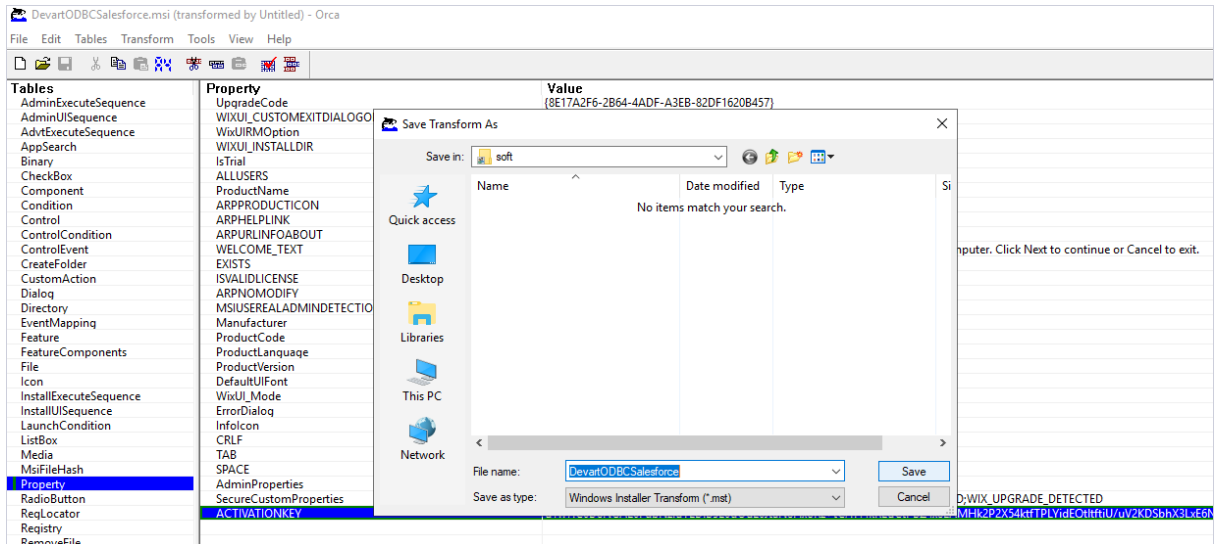 DevartODBCSalesforce.msi (transformed by Untitled) - Orca
File Edit Tables Transform Tools View Help
Tables
AdminExecuteSequence
AdminUISequence
AdvtExecuteSequence
AppSearch
Binary
CheckBox
Component
Condition
Control
ControlCondition
ControlEvent
CreateFolder
CustomAction
Dialog
Directory
EventMapping
Feature
FeatureComponents
File
Icon
InstallExecuteSequence
InstallUISequence
LaunchCondition
ListBox
Media
MsiFileHash
Property
RadioButton
RegLocator
Registry
RemoveFile
Property Value
UpgradeCode {8E17A2F6-2B64-4ADF-A3EB-82DF1620B457}
WIXUI_CUSTOMEXITDIALOGO
WixUIRMOption
WIXUI_INSTALLDIR
IsTrial
ALLUSERS
ProductName
ARPPRODUCTICON
ARPHELPLINK
ARPURLINFOABOUT
WELCOME_TEXT
nputer. Click Next to continue or Cancel to exit.
EXISTS
ISVALIDLICENSE
ARPNOMODIFY
MSIUSEREALADMINDETECTIO
Manufacturer
ProductCode
ProductLanguage
ProductVersion
DefaultUIFont
WixUI_Mode
ErrorDialog
InfoIcon
CRLF
TAB
SPACE
AdminProperties
SecureCustomProperties
D;WIX_UPGRADE_DETECTED
ACTIVATIONKEY
Save Transform As
Save in: soft
Name Date modified Type Si
No items match your search.
Quick access
Desktop
Libraries
This PC
Network
File name: DevartODBCSalesforce Save
Save as type: Windows Installer Transform (*.mst) Cancel